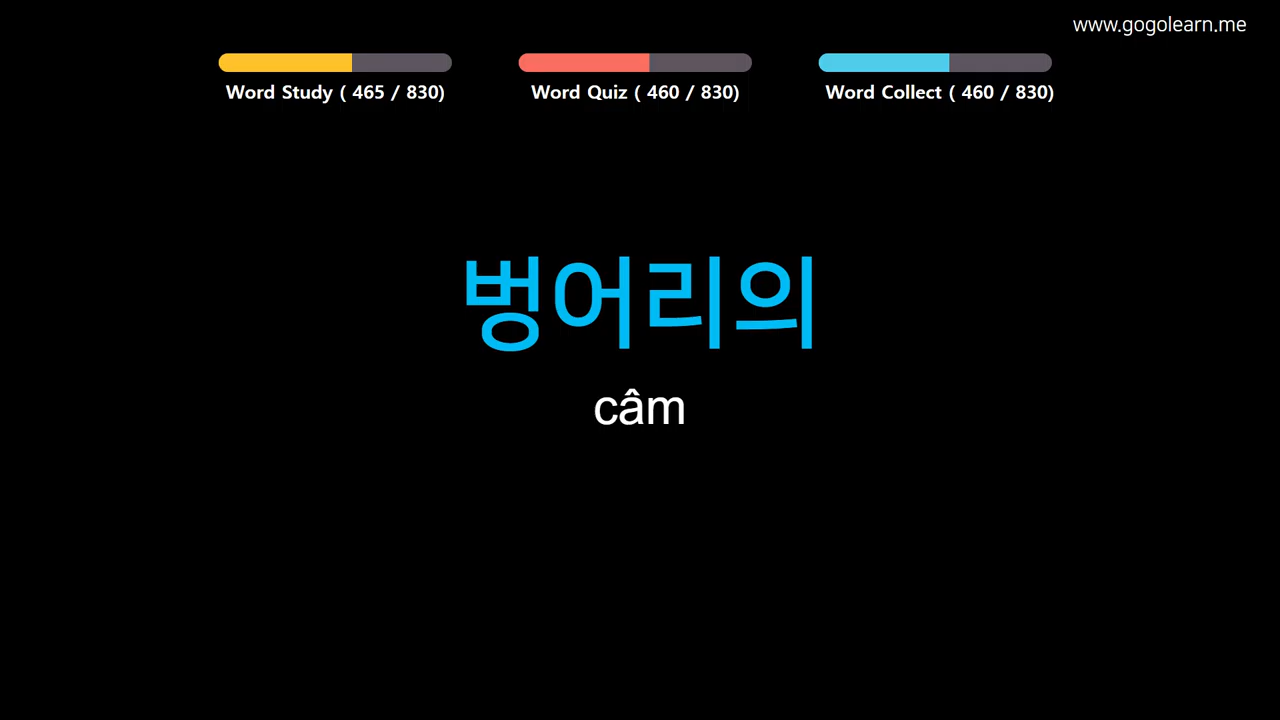 www.gogolearn.me
Word Study ( 465 / 830)
Word Quiz ( 460 / 830)
Word Collect ( 460 / 830)
벙어리의
câm